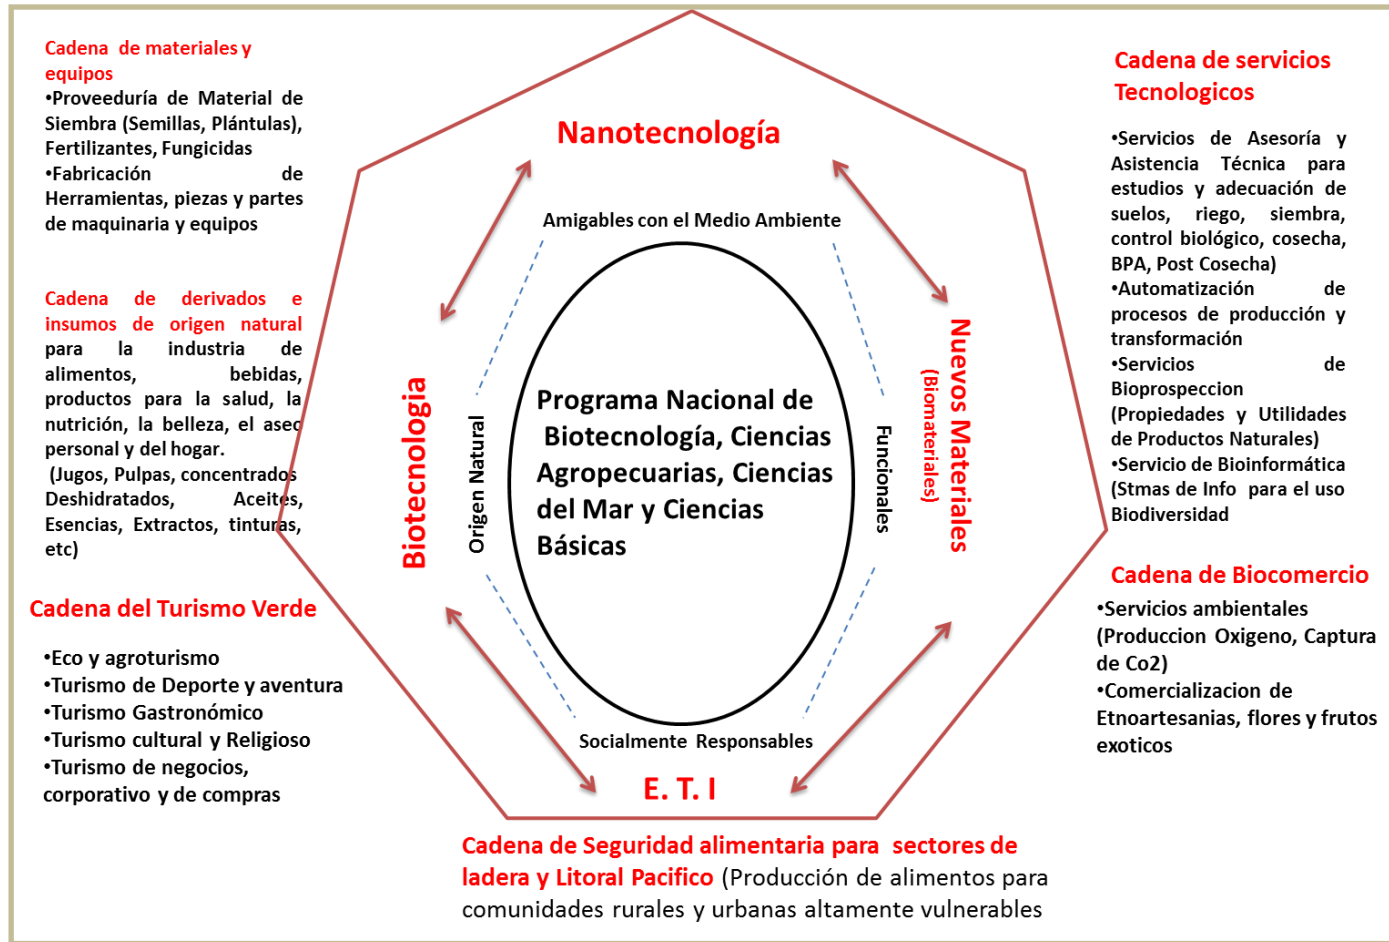 Cadena de materiales y
equipos
•Proveeduría de Material de
Siembra (Semillas, Plántulas),
Fertilizantes, Fungicidas
•Fabricación de
Herramientas, piezas y partes
de maquinaria y equipos
Cadena de derivados e
insumos de origen natural
para la industria de
alimentos, bebidas,
productos para la salud, la
nutrición, la belleza, el aseo
personal y del hogar.
(Jugos, Pulpas, concentrados
Deshidratados, Aceites,
Esencias, Extractos, tinturas,
etc)
Cadena del Turismo Verde
•Eco y agroturismo
•Turismo de Deporte y aventura
•Turismo Gastronómico
•Turismo cultural y Religioso
•Turismo de negocios,
corporativo y de compras
Nanotecnología
Amigables con el Medio Ambiente
Biotecnologia
Origen Natural
Programa Nacional de
Biotecnología, Ciencias
Agropecuarias, Ciencias
del Mar y Ciencias
Básicas
Funcionales
Nuevos Materiales
(Biomateriales)
Socialmente Responsables
E. T. I
Cadena de Seguridad alimentaria para sectores de
ladera y Litoral Pacifico (Producción de alimentos para
comunidades rurales y urbanas altamente vulnerables
Cadena de servicios
Tecnologicos
•Servicios de Asesoría y
Asistencia Técnica para
estudios y adecuación de
suelos, riego, siembra,
control biológico, cosecha,
BPA, Post Cosecha)
•Automatización de
procesos de producción y
transformación
•Servicios de
Bioprospeccion
(Propiedades y Utilidades
de Productos Naturales)
•Servicio de Bioinformática
(Stmas de Info para el uso
Biodiversidad
Cadena de Biocomercio
•Servicios ambientales
(Produccion Oxigeno, Captura
de Co2)
•Comercializacion de
Etnoartesanias, flores y frutos
exoticos